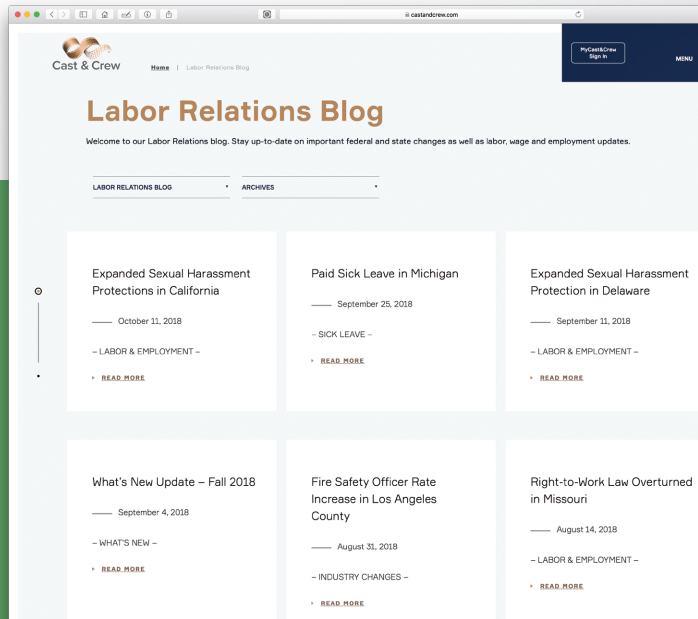 castandcrew.com
Cast & Crew
Home | Labor Relations Blog
MyCast&Crew
Sign In
MENU
Labor Relations Blog
Welcome to our Labor Relations blog. Stay up-to-date on important federal and state changes as well as labor, wage and employment updates.
LABOR RELATIONS BLOG
ARCHIVES
Expanded Sexual Harassment
Protections in California
October 11, 2018
– LABOR & EMPLOYMENT –
READ MORE
Paid Sick Leave in Michigan
September 25, 2018
– SICK LEAVE –
READ MORE
Expanded Sexual Harassment
Protection in Delaware
September 11, 2018
– LABOR & EMPLOYMENT –
READ MORE
What's New Update – Fall 2018
September 4, 2018
– WHAT'S NEW –
READ MORE
Fire Safety Officer Rate
Increase in Los Angeles
County
August 31, 2018
– INDUSTRY CHANGES –
READ MORE
Right-to-Work Law Overturned
in Missouri
August 14, 2018
– LABOR & EMPLOYMENT –
READ MORE